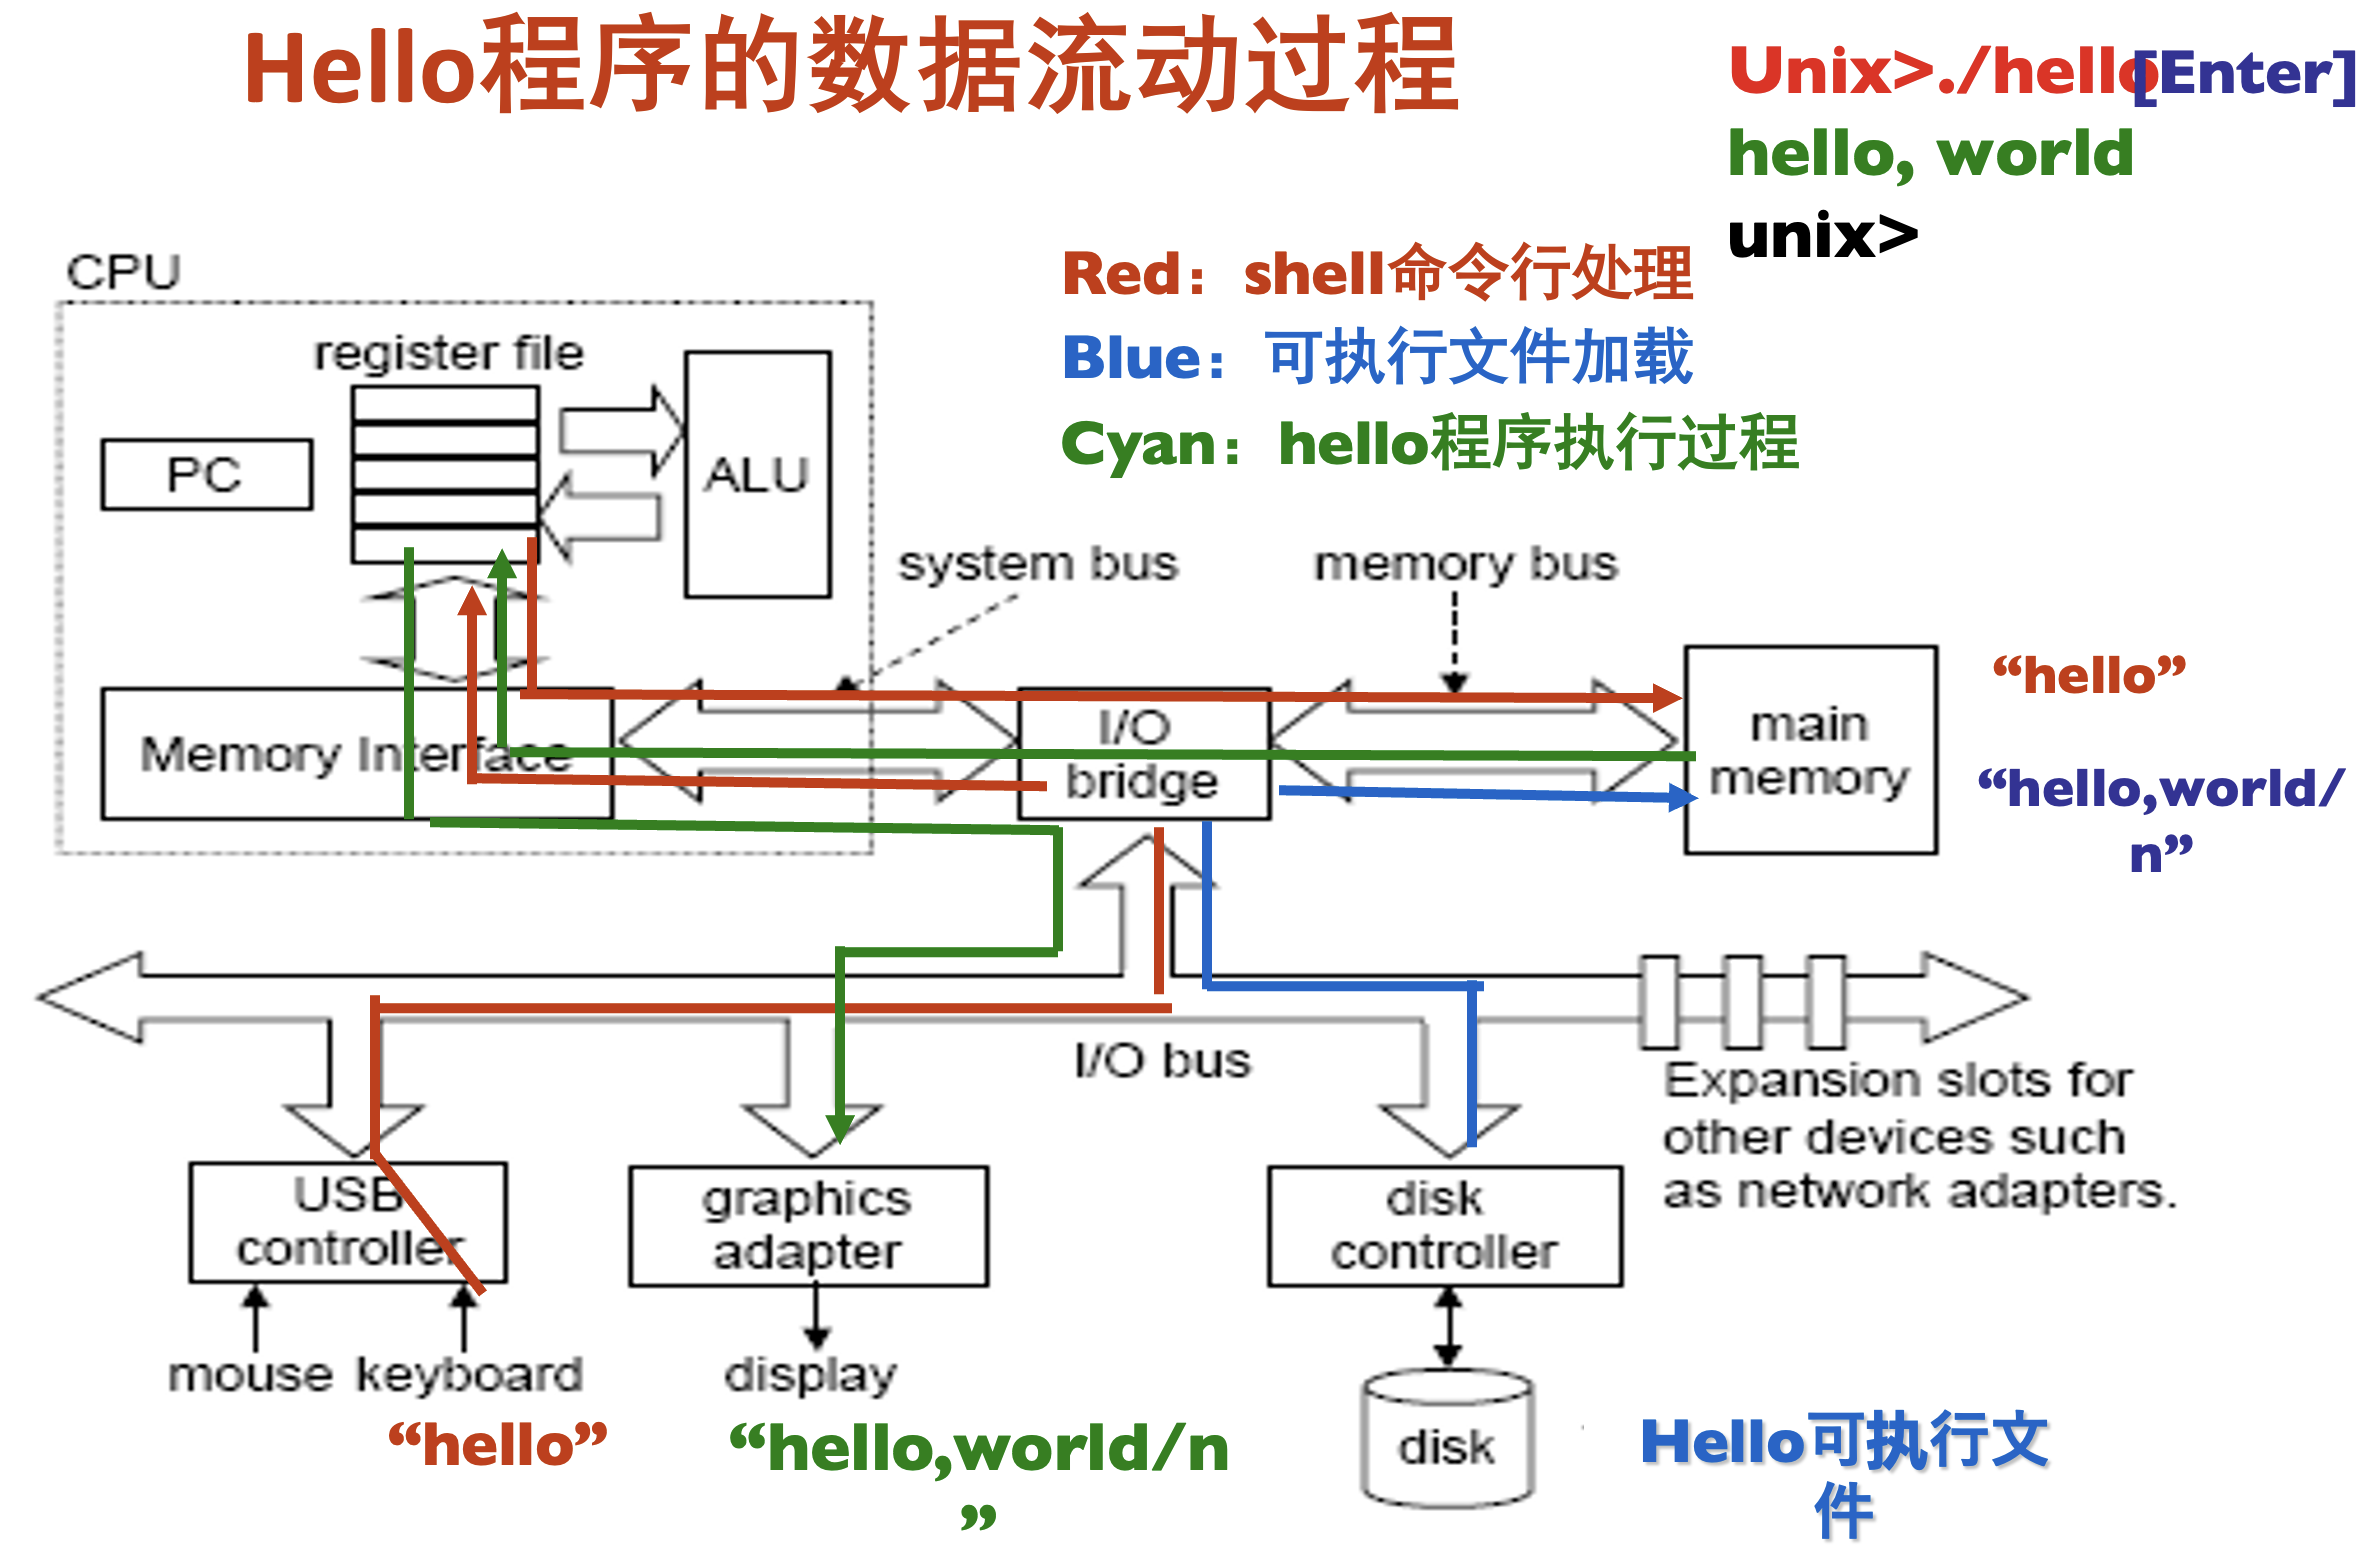 Hello程序的数据流动过程
Unix>./hello[Enter]
hello, world
unix>
Red：shell命令行处理
Blue：可执行文件加载
Cyan：hello程序执行过程
CPU
register file
PC
ALU
system bus
memory bus
Memory Interface
I/O
bridge
main
memory
“hello”
“hello,world/
n”
I/O bus
Expansion slots for
other devices such
as network adapters.
USB
controller
graphics
adapter
disk
controller
mouse
keyboard
display
disk
“hello”
“hello,world/n
”
Hello可执行文
件